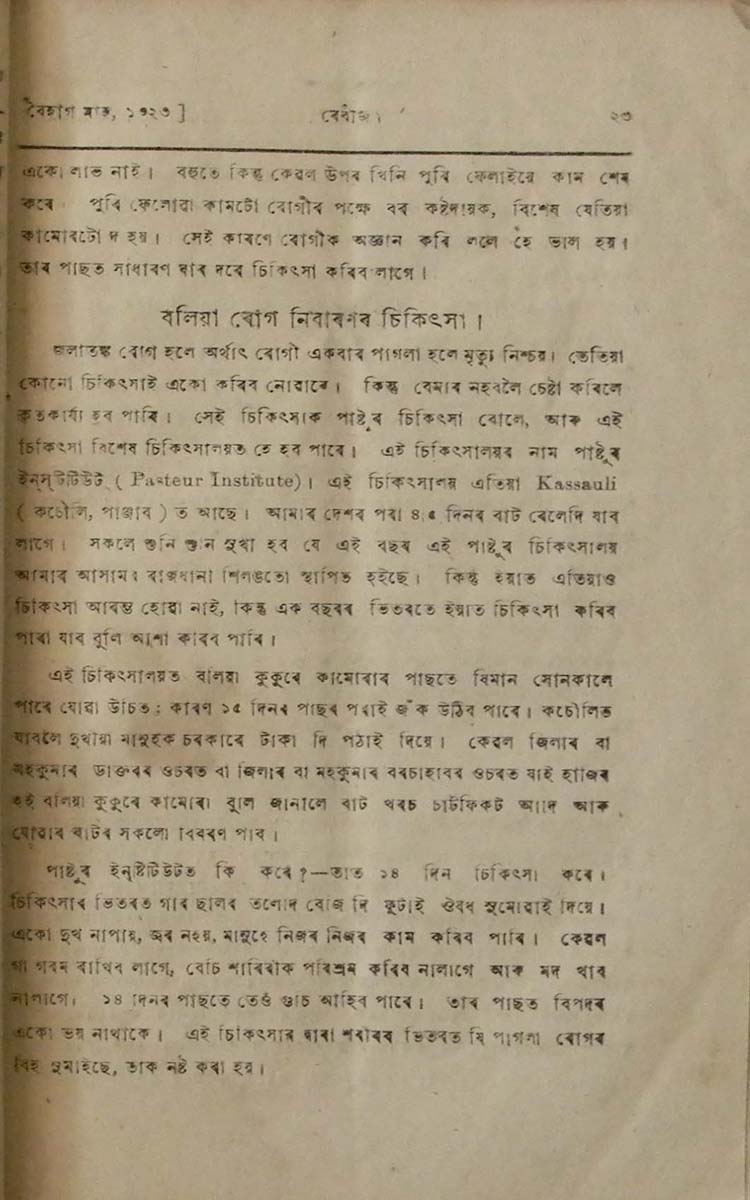 ব'হাগ মাহ, ১৩২৩ ] ৰেবীজ। ২৩
একো লাভ নাই। বহুতে কিন্তু কেৱল উপৰ খিনি পুৰি ফেলাইয়ে কাম শেষ
কৰে পুৰি ফেলোৱা কামটো ৰোগীৰ পক্ষে বৰ কষ্টদায়ক, বিশেষ যেতিয়া
কামোৰটো দ হয়। সেই কাৰণে ৰোগীক অজ্ঞান কৰি ললে হে ভাল হয়।
তাৰ পাছত সাধাৰণ ঘাৰ দৰে চিকিৎসা কৰিব লাগে।
বলিয়া ৰোগ নিবাৰণৰ চিকিৎসা।
জলাতঙ্ক ৰোগ হলে অৰ্থাৎ ৰোগী একবাৰ পাগলা হলে মৃত্যু নিশ্চয়। তেতিয়া
কোনো চিকিৎসাই একো কৰিব নোৱাৰে। কিন্তু বেমাৰ নহবলৈ চেষ্টা কৰিলে
কৃতকাৰ্য্য হব পাৰি। সেই চিকিৎসাক পাষ্টুৰ চিকিৎসা বোলে, আৰু এই
চিকিৎসা বিশেষ চিকিৎসালয়ত হে হব পাৰে। এই চিকিৎসালয়ৰ নাম পাষ্টুৰ
ইন্‌স্টিটিউট ( Pasteur Institute)। এই চিকিৎসালয় এতিয়া Kassauli
( কচৌলি, পাঞ্জাব ) ত আছে। আমাৰ দেশৰ পৰা ৪।৫ দিনৰ বাট ৰেলেদি যাব
লাগে। সকলে শুনি শুনি সুখী হব যে এই বছৰ এই পাষ্টুৰ চিকিৎসালয়
আমাৰ আসামৰ ৰাজধানী শিলঙতো স্থাপিত হইছে। কিন্তু ইয়াত এতিয়াও
চিকিৎসা আৰম্ভ হোৱা নাই, কিন্তু এক বছৰৰ ভিতৰতে ইয়াত চিকিৎসা কৰিব
পাৰা যাব বুলি আশা কৰিব পাৰি।
এই চিকিৎসালয়ত বলিয়া কুকুৰে কামোৰাৰ পাছতে যিমান সোনকালে
পাৰে যোৱা উচিত; কাৰণ ১৫ দিনৰ পাছৰ পৰাই জঁক উঠিব পাৰে। কচৌলিত
যাবলৈ দুখীয়া মানুহক চৰকাৰে টাকা দি পঠাই দিয়ে। কেৱল জিলাৰ বা
মহকুমাৰ ডাক্তৰৰ ওচৰত বা জিলাৰ বা মহকুমাৰ বৰচাহাবৰ ওচৰত যাই হাজিৰ
হই বলিয়া কুকুৰে কামোৰা বুলি জানালে বাট খৰচ চাৰ্টফিকট আদি আৰু
যোৱাৰ বাটৰ সকলো বিবৰণ পাব।
পাষ্টুৰ ইন্‌ষ্টিটিউটত কি কৰে?—তাত ১৪ দিন চিকিৎসা কৰে।
চিকিৎসাৰ ভিতৰত গাৰ ছালৰ তলেদি বেজি দি ফুটাই ঔষধ সুমোৱাই দিয়ে।
একো দুখ নাপায়, জ্বৰ নহয়, মানুহে নিজৰ নিজৰ কাম কৰিব পাৰি। কেৱল
গা গৰম ৰাখিব লাগে, বেচি শাৰিৰীক পৰিশ্ৰম কৰিব নালাগে আৰু মদ খাব
নালাগে। ১৪ দিনৰ পাছতে তেওঁ গুচি আহিব পাৰে। তাৰ পাছত বিপদৰ
একো ভয় নাথাকে। এই চিকিৎসাৰ দ্বাৰা শৰীৰৰ ভিতৰত যি পাগলা ৰোগৰ
বিহ সুমাইছে, তাক নষ্ট কৰা হয়।